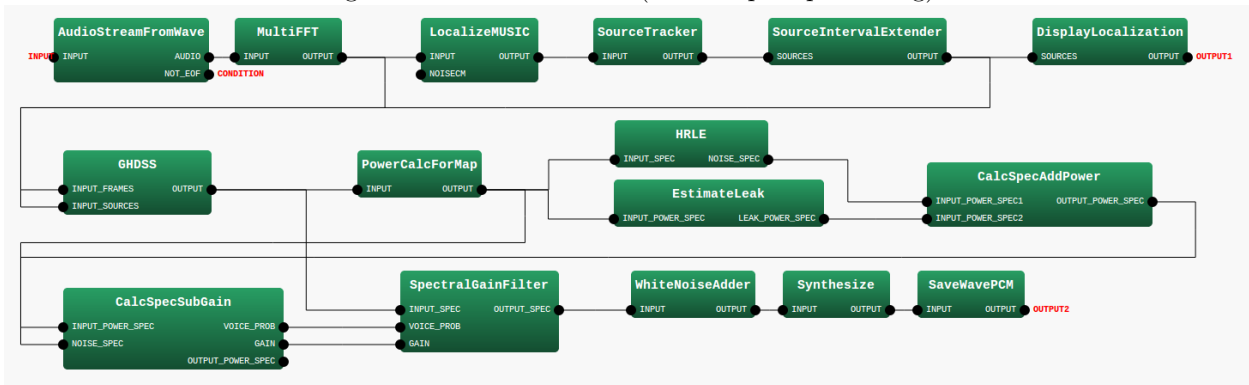 AudioStreamFromWave
INPUT INPUT AUDIO
NOT_EOF CONDITION
MultiFFT
INPUT OUTPUT
LocalizeMUSIC
INPUT OUTPUT
NOISECM
SourceTracker
INPUT OUTPUT
SourceIntervalExtender
SOURCES OUTPUT
DisplayLocalization
SOURCES OUTPUT OUTPUT1
GHDSS
INPUT_FRAMES OUTPUT
INPUT_SOURCES
PowerCalcForMap
INPUT OUTPUT
HRLE
INPUT_SPEC NOISE_SPEC
EstimateLeak
INPUT_POWER_SPEC LEAK_POWER_SPEC
CalcSpecAddPower
INPUT_POWER_SPEC1 OUTPUT_POWER_SPEC
INPUT_POWER_SPEC2
CalcSpecSubGain
INPUT_POWER_SPEC VOICE_PROB
NOISE_SPEC GAIN
OUTPUT_POWER_SPEC
SpectralGainFilter
INPUT_SPEC OUTPUT_SPEC
VOICE_PROB
GAIN
WhiteNoiseAdder
INPUT OUTPUT
Synthesize
INPUT OUTPUT
SaveWavePCM
INPUT OUTPUT OUTPUT2